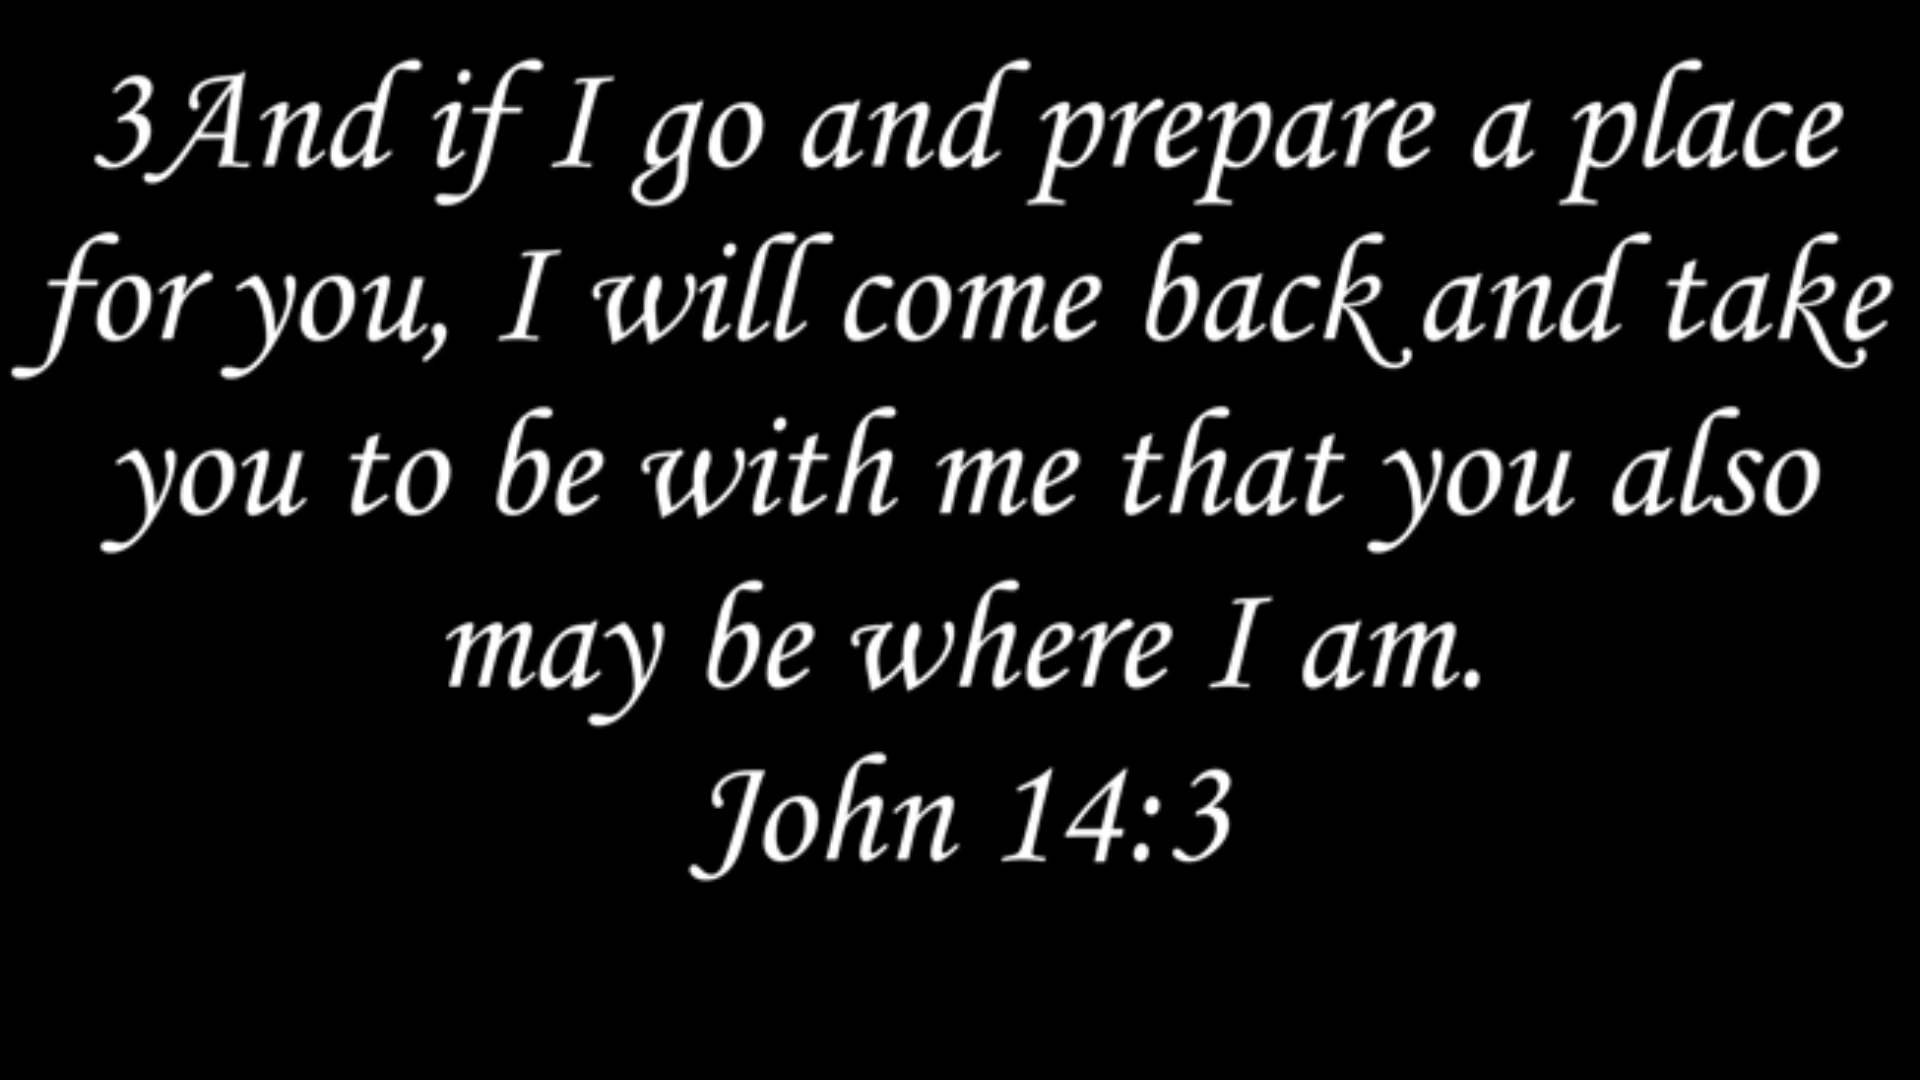 3And if I go and prepare a place
for you, I will come back and take
you to be with me that you also
may be where I am.
John 14:3